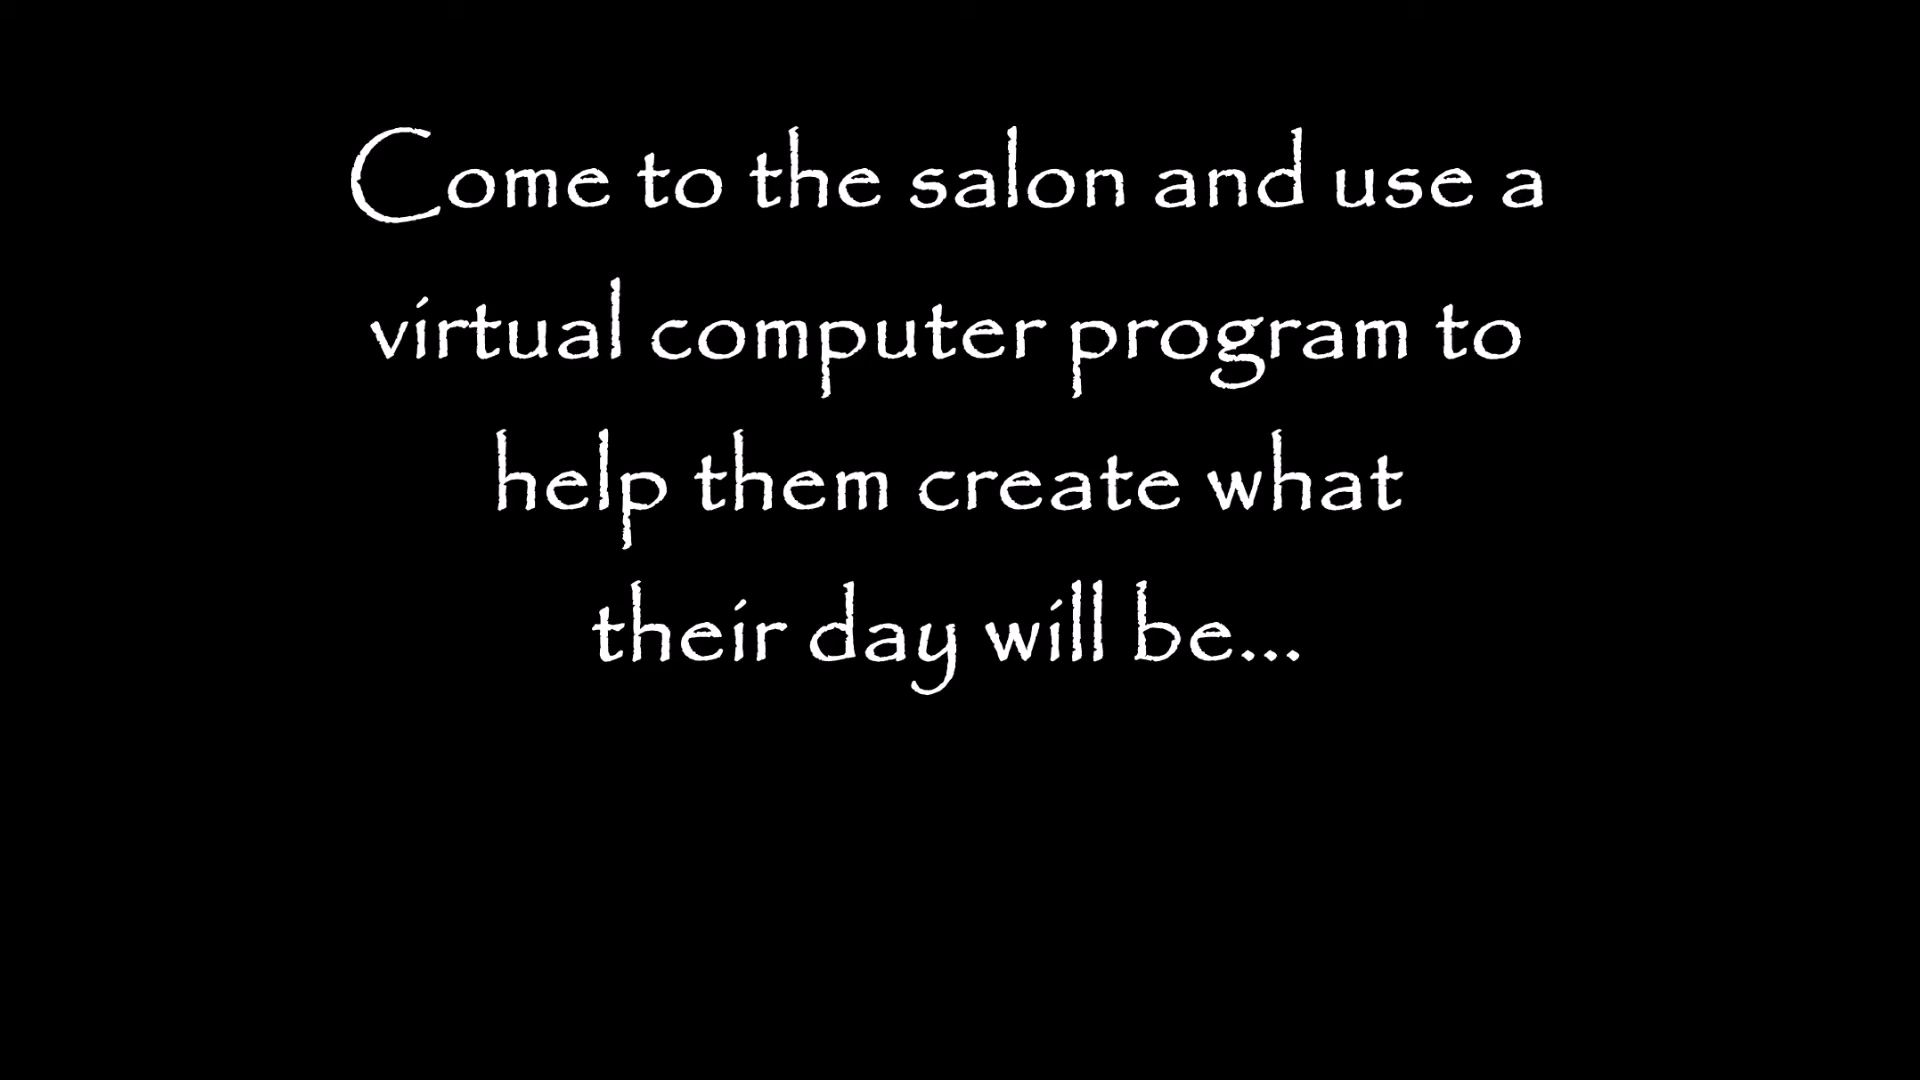 Come to the salon and use a
virtual computer program to
help them create what
their day will be...